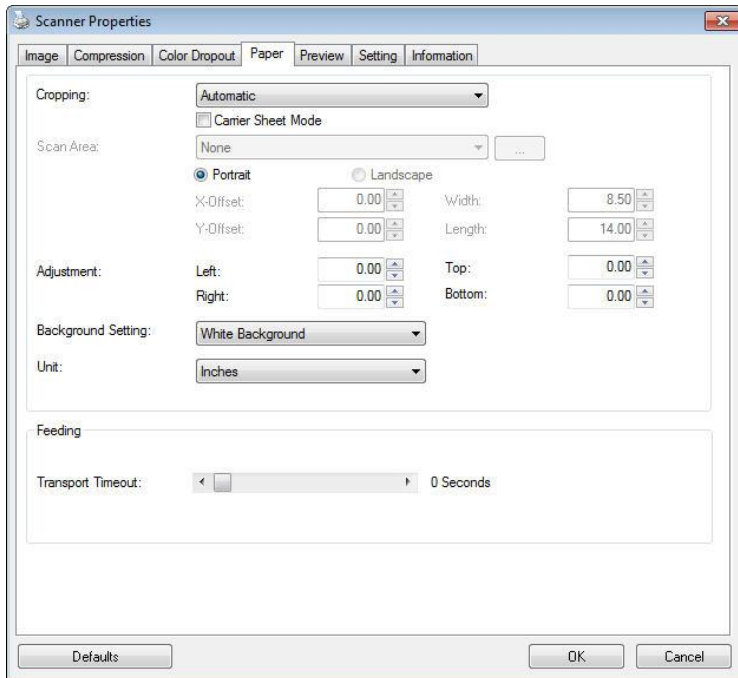 Scanner Properties
Image Compression Color Dropout Paper Preview Setting Information
Cropping: Automatic
Carrier Sheet Mode
Scan Area: None ...
Portrait Landscape
X-Offset: 0.00 Width: 8.50
Y-Offset: 0.00 Length: 14.00
Adjustment: Left: 0.00 Top: 0.00
Right: 0.00 Bottom: 0.00
Background Setting: White Background
Unit: Inches
Feeding
Transport Timeout: 0 Seconds
Defaults OK Cancel